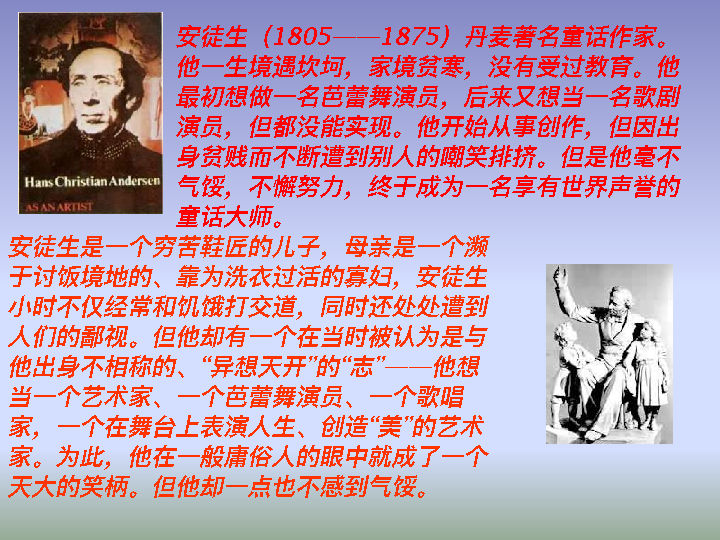 安徒生（1805——1875）丹麦著名童话作家。
他一生境遇坎坷，家境贫寒，没有受过教育。他
最初想做一名芭蕾舞演员，后来又想当一名歌剧
演员，但都没能实现。他开始从事创作，但因出
身贫贱而不断遭到别人的嘲笑排挤。但是他毫不
气馁，不懈努力，终于成为一名享有世界声誉的
童话大师。
Hans Christian Andersen
AS AN ARTIST
安徒生是一个穷苦鞋匠的儿子，母亲是一个濒
于讨饭境地的、靠为洗衣过活的寡妇，安徒生
小时不仅经常和饥饿打交道，同时还处处遭到
人们的鄙视。但他却有一个在当时被认为是与
他出身不相称的、“异想天开”的“志”——他想
当一个艺术家、一个芭蕾舞演员、一个歌唱
家，一个在舞台上表演人生、创造“美”的艺术
家。为此，他在一般庸俗人的眼中就成了一个
天大的笑柄。但他却一点也不感到气馁。